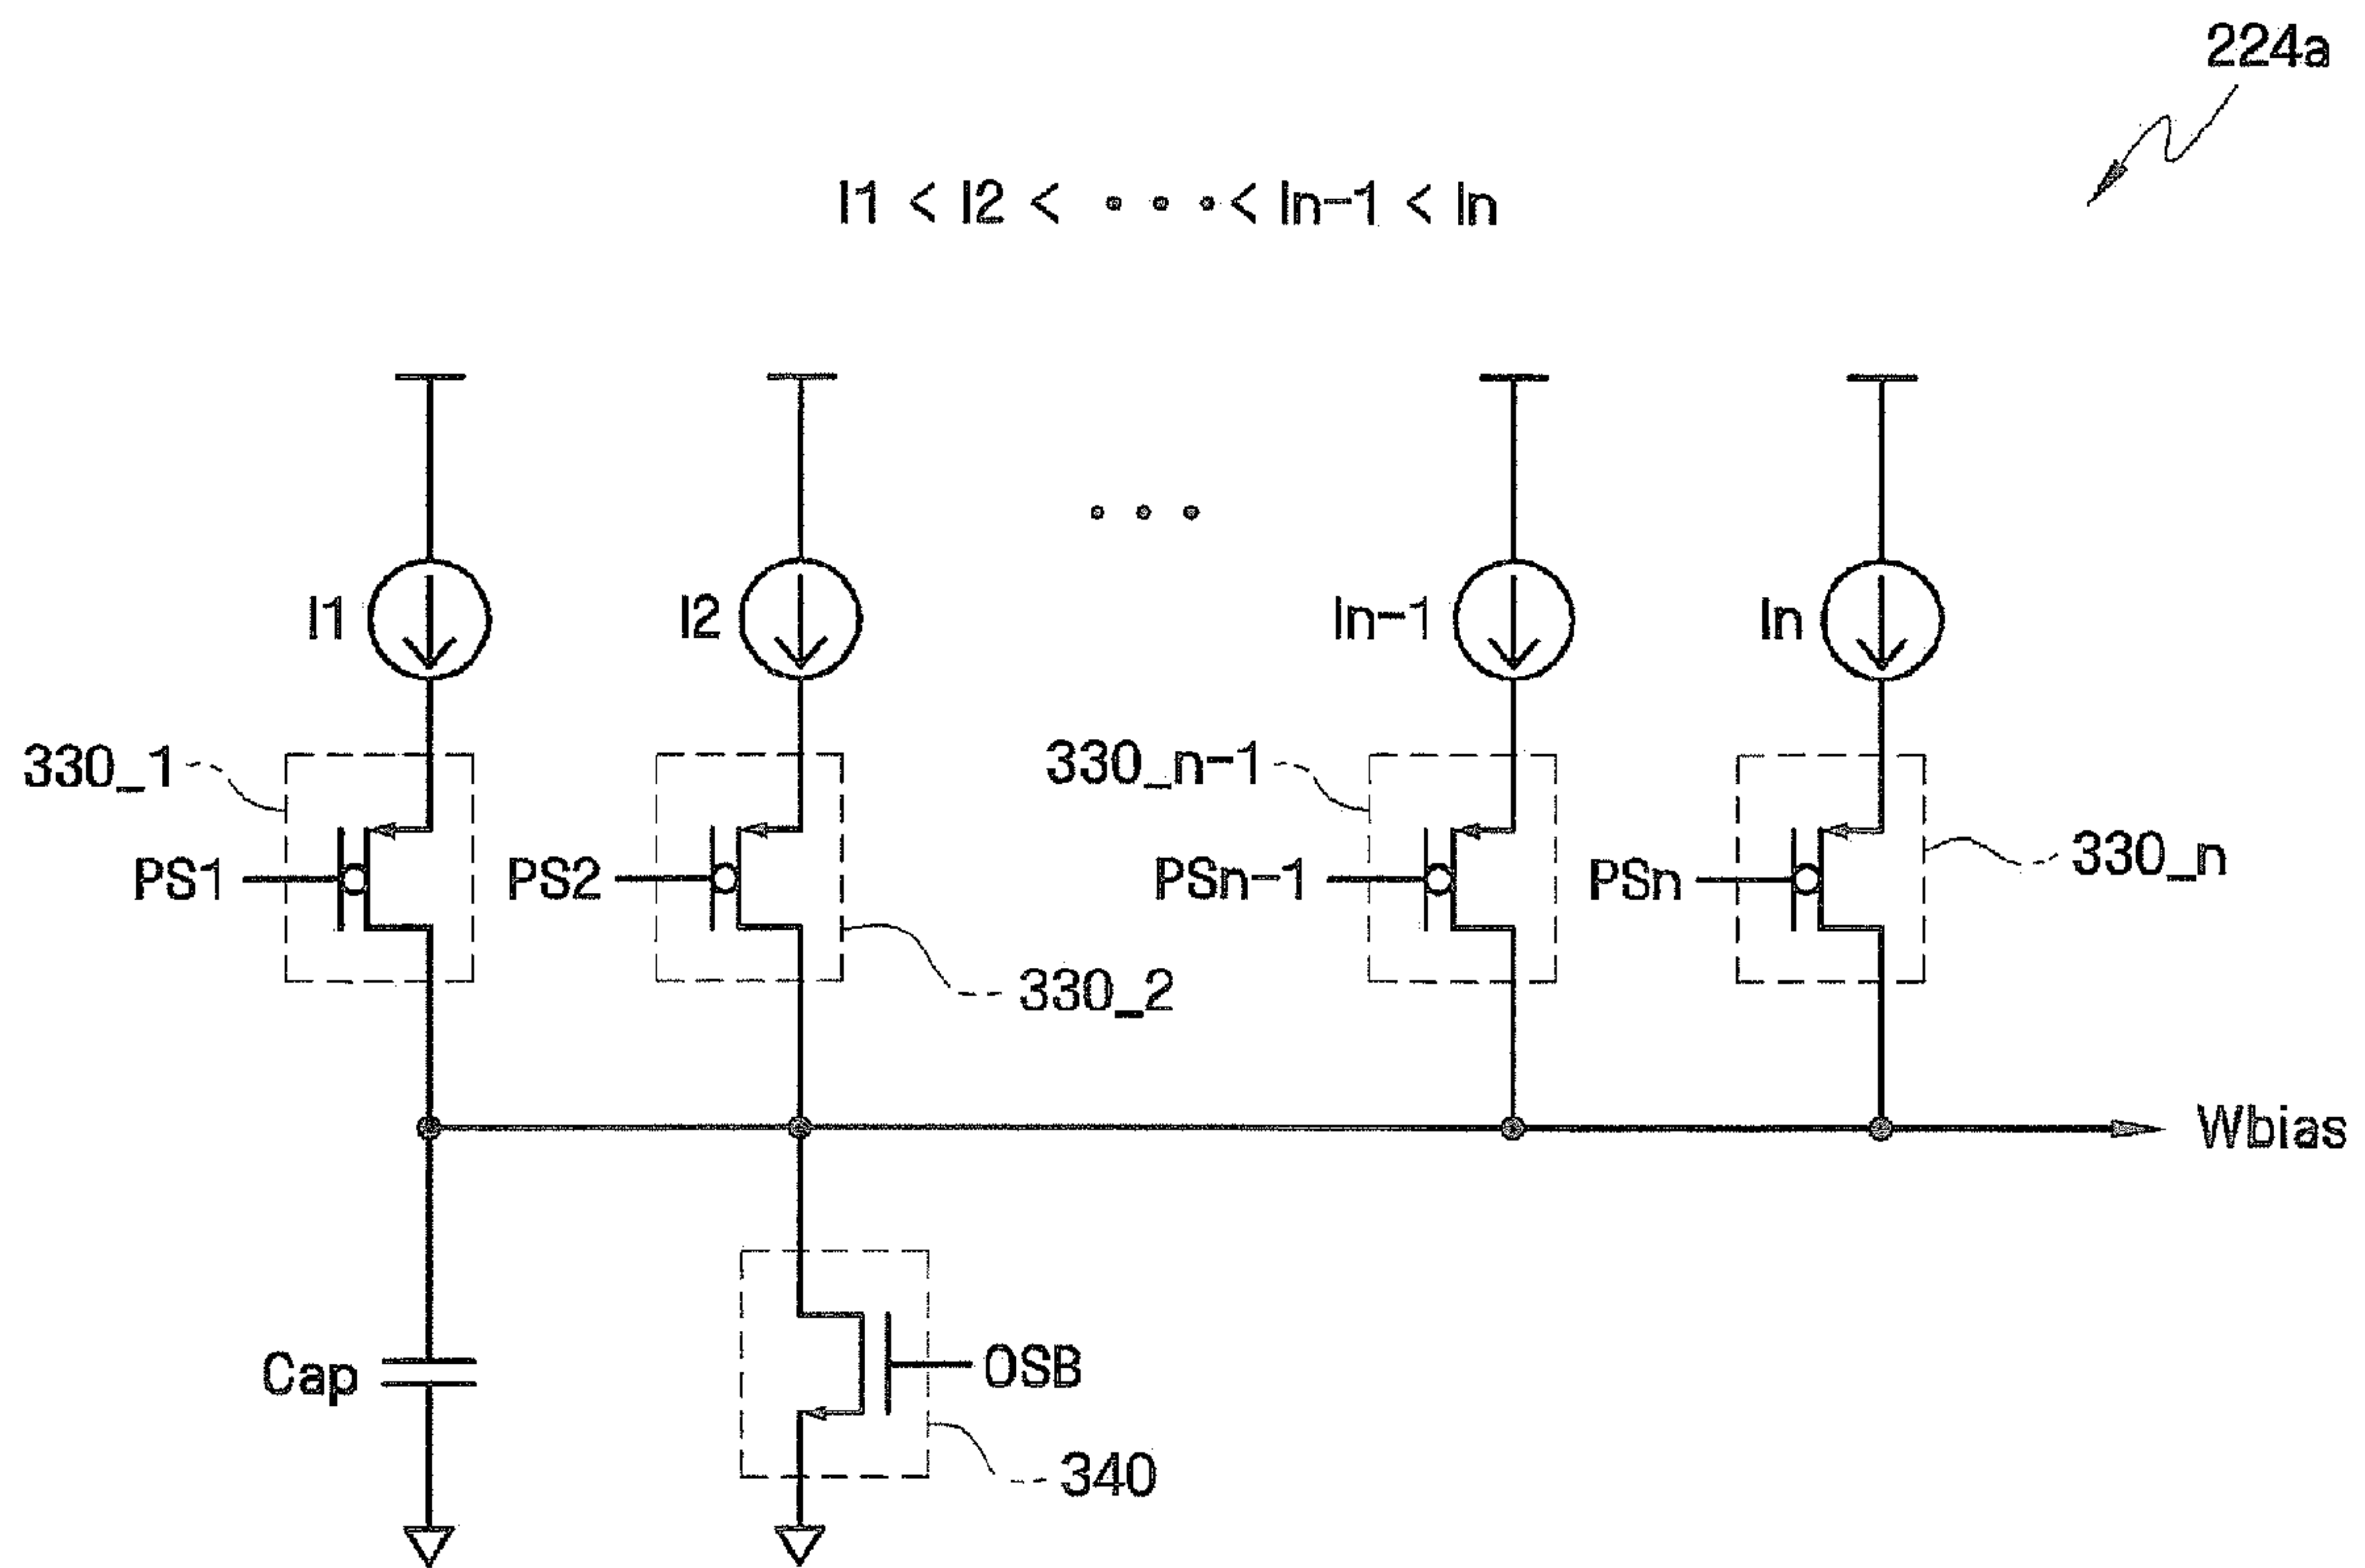 224a
I1 < I2 < • • • < In-1 < In
• • •
I1
I2
In-1
In
330_1
330_n-1
PS1
PS2
PSn-1
PSn
330_n
330_2
Wbias
Cap
OSB
340